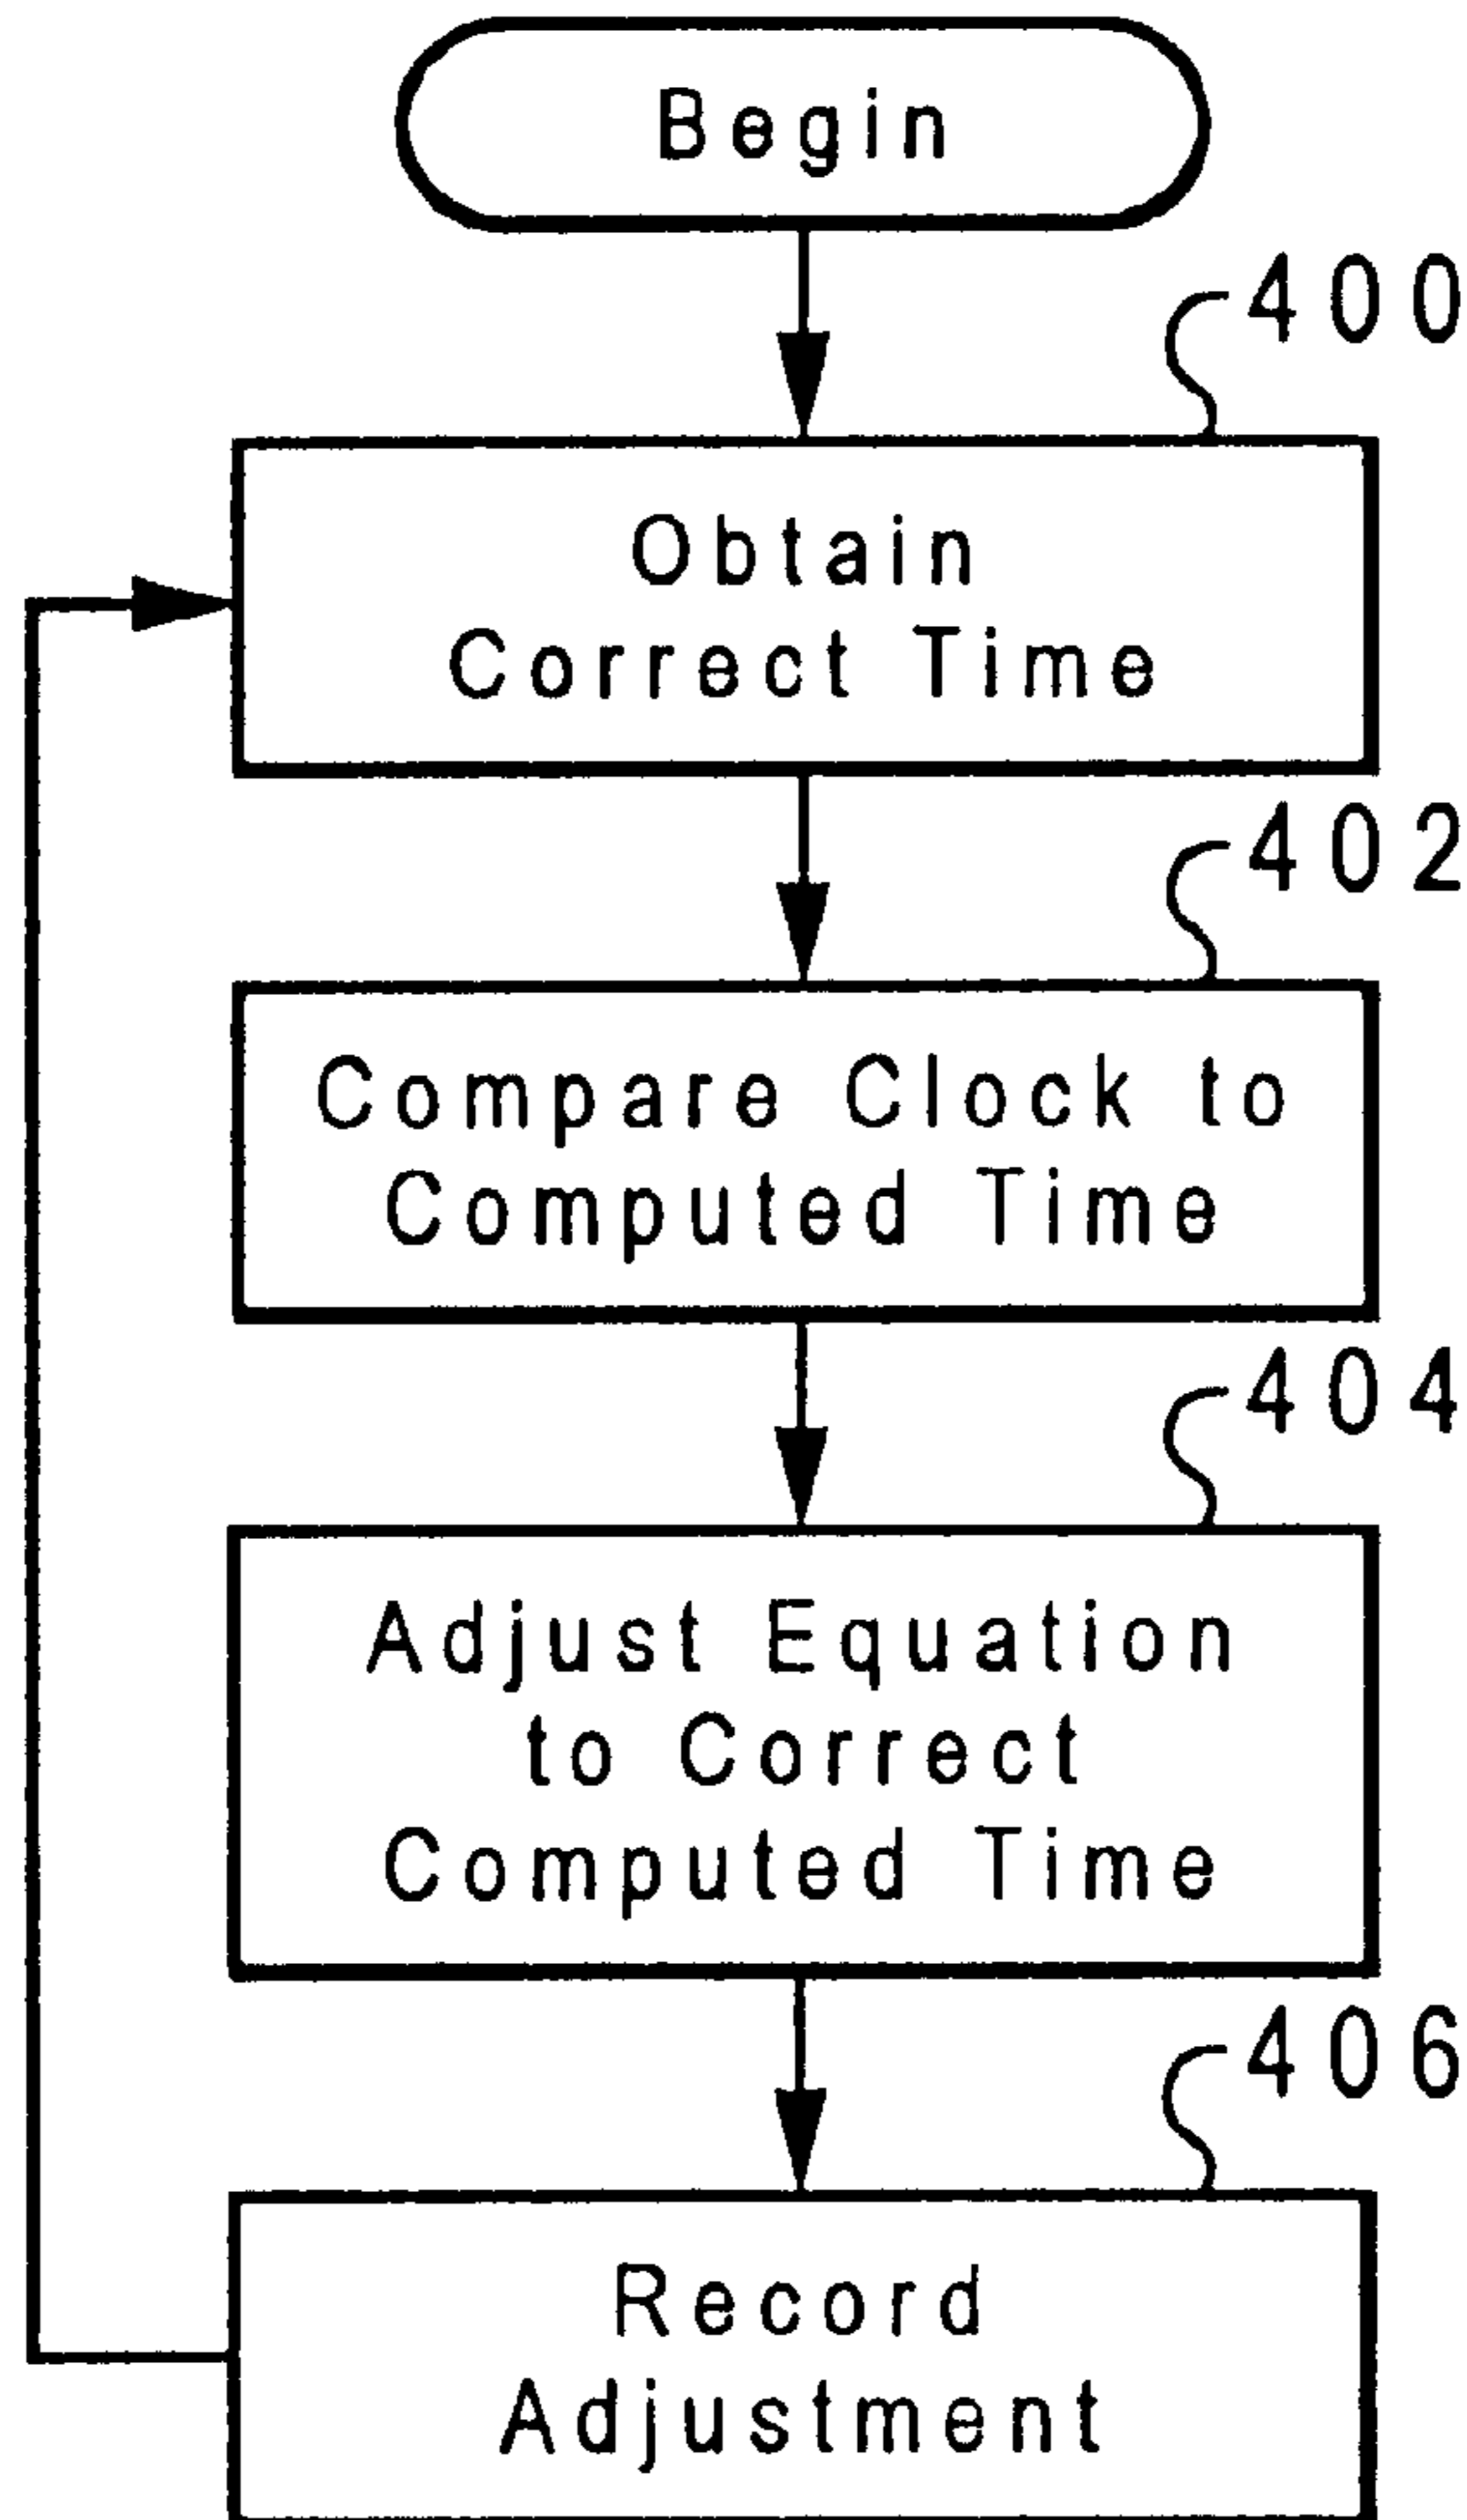 Begin
400
Obtain
Correct Time
402
Compare Clock to
Computed Time
404
Adjust Equation
to Correct
Computed Time
406
Record
Adjustment